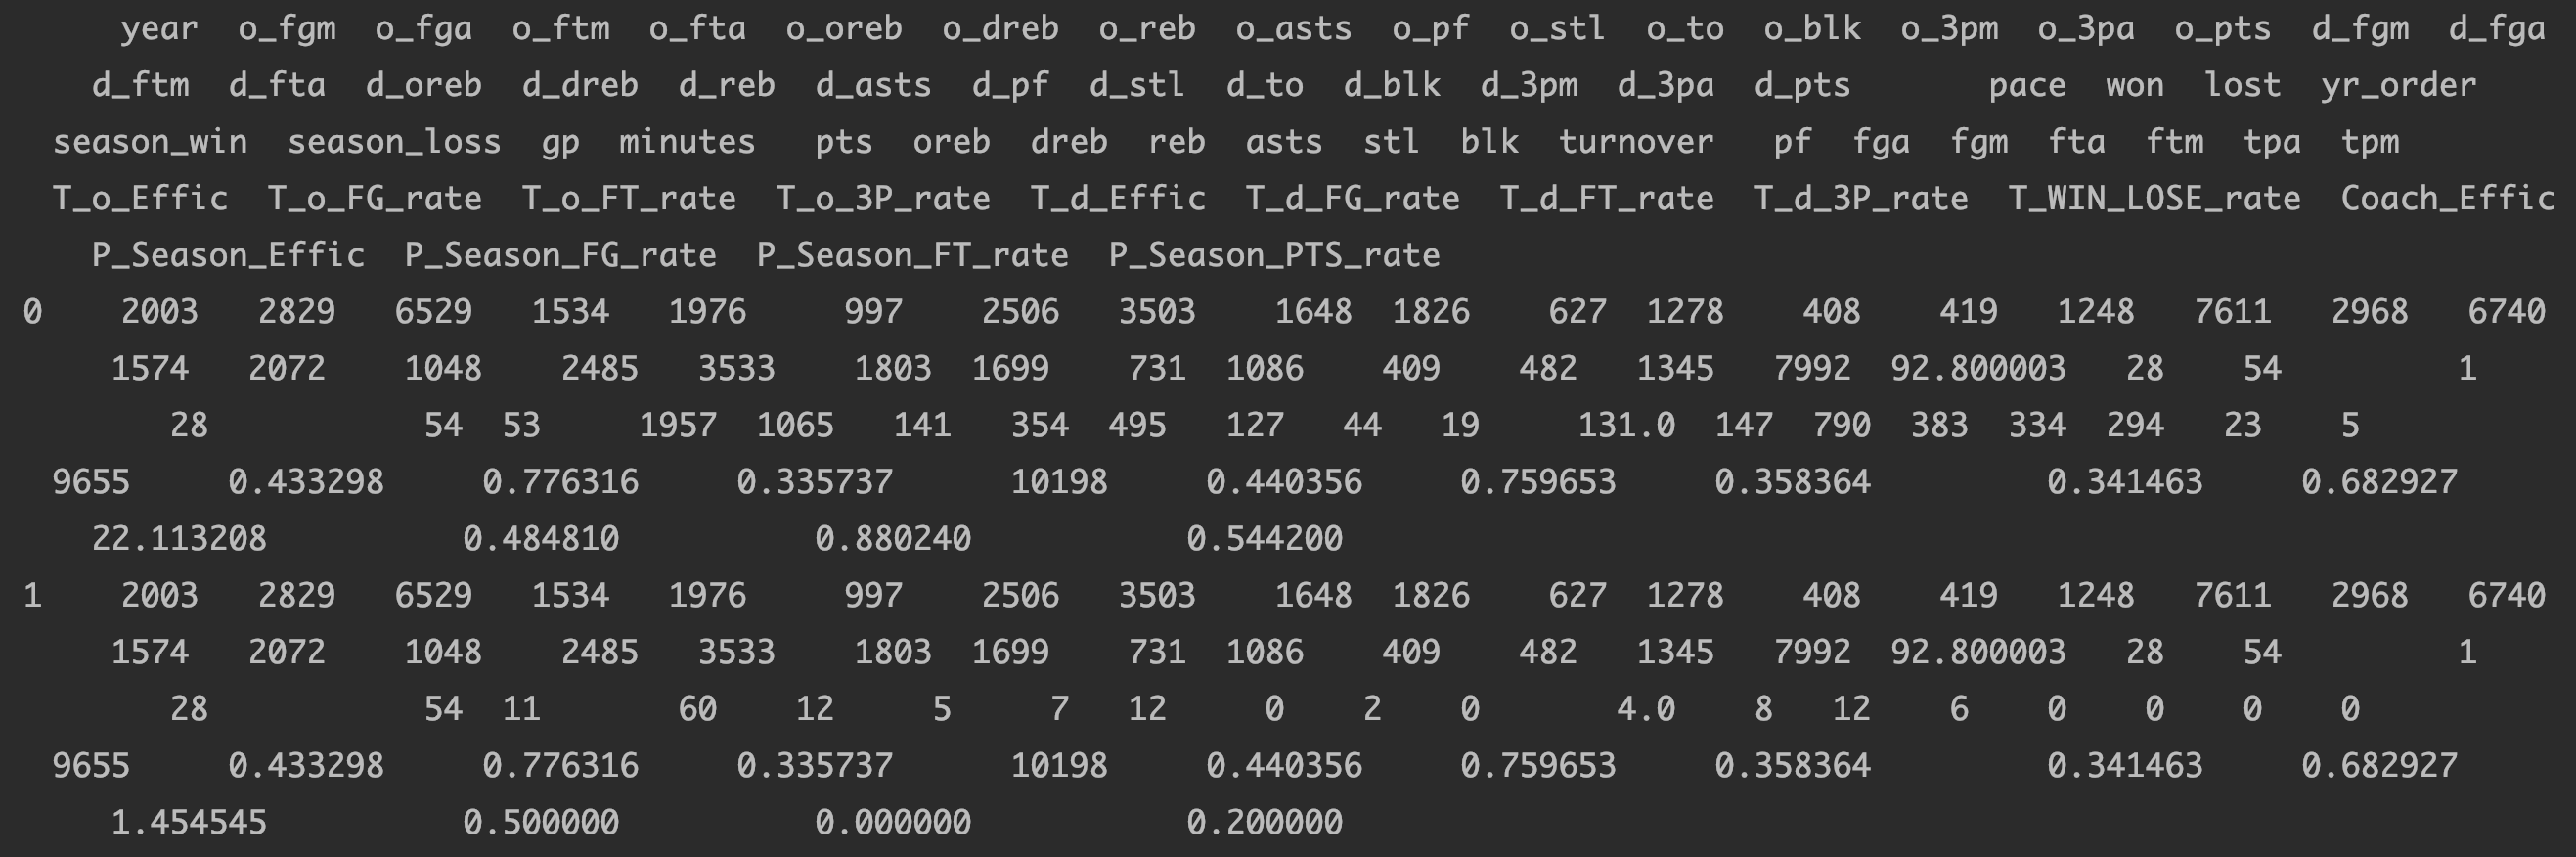 year o_fgm o_fga o_ftm o_fta o_oreb o_dreb o_reb o_asts o_pf o_stl o_to o_blk o_3pm o_3pa o_pts d_fgm d_fga
d_ftm d_fta d_oreb d_dreb d_reb d_asts d_pf d_stl d_to d_blk d_3pm d_3pa d_pts pace won lost yr_order
season_win season_loss gp minutes pts oreb dreb reb asts stl blk turnover pf fga fgm fta ftm tpa tpm
T_o_Effic T_o_FG_rate T_o_FT_rate T_o_3P_rate T_d_Effic T_d_FG_rate T_d_FT_rate T_d_3P_rate T_WIN_LOSE_rate Coach_Effic
P_Season_Effic P_Season_FG_rate P_Season_FT_rate P_Season_PTS_rate
0 2003 2829 6529 1534 1976 997 2506 3503 1648 1826 627 1278 408 419 1248 7611 2968 6740
1574 2072 1048 2485 3533 1803 1699 731 1086 409 482 1345 7992 92.800003 28 54 1
28 54 53 1957 1065 141 354 495 127 44 19 131.0 147 790 383 334 294 23 5
9655 0.433298 0.776316 0.335737 10198 0.440356 0.759653 0.358364 0.341463 0.682927
22.113208 0.484810 0.880240 0.544200
1 2003 2829 6529 1534 1976 997 2506 3503 1648 1826 627 1278 408 419 1248 7611 2968 6740
1574 2072 1048 2485 3533 1803 1699 731 1086 409 482 1345 7992 92.800003 28 54 1
28 54 11 60 12 5 7 12 0 2 0 4.0 8 12 6 0 0 0 0
9655 0.433298 0.776316 0.335737 10198 0.440356 0.759653 0.358364 0.341463 0.682927
1.454545 0.500000 0.000000 0.200000